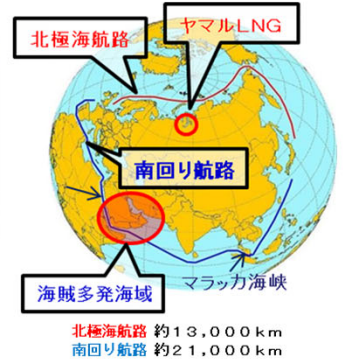 北極海航路
ヤマルLNG
南回り航路
海賊多発海域
マラッカ海峡
北極海航路 約13,000km
南回り航路 約21,000km